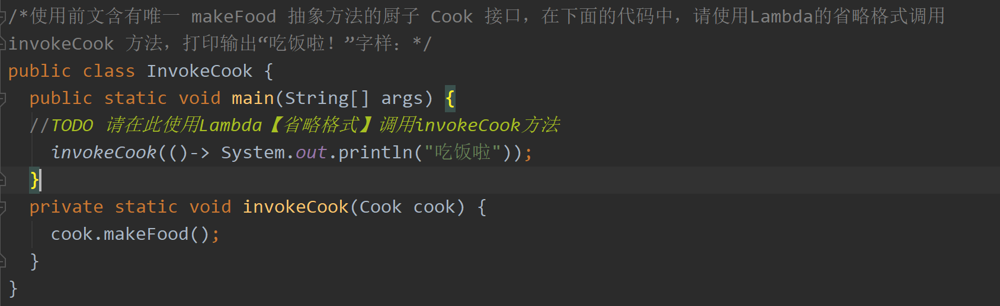 /*使用前文含有唯一 makeFood 抽象方法的厨子 Cook 接口，在下面的代码中，请使用Lambda的省略格式调用
invokeCook 方法，打印输出“吃饭啦！”字样：*/
public class InvokeCook {
  public static void main(String[] args) {
  //TODO 请在此使用Lambda【省略格式】调用invokeCook方法
    invokeCook(()-> System.out.println("吃饭啦"));
  }
  private static void invokeCook(Cook cook) {
    cook.makeFood();
  }
}